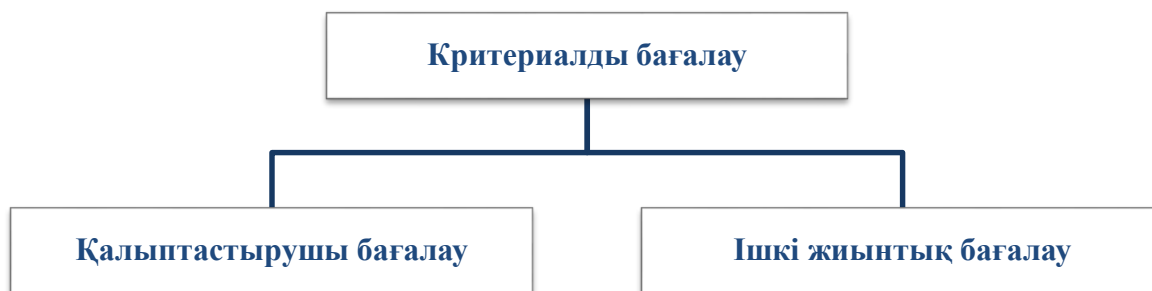 Критериалды бағалау
Қалыптастырушы бағалау
Ішкі жиынтық бағалау